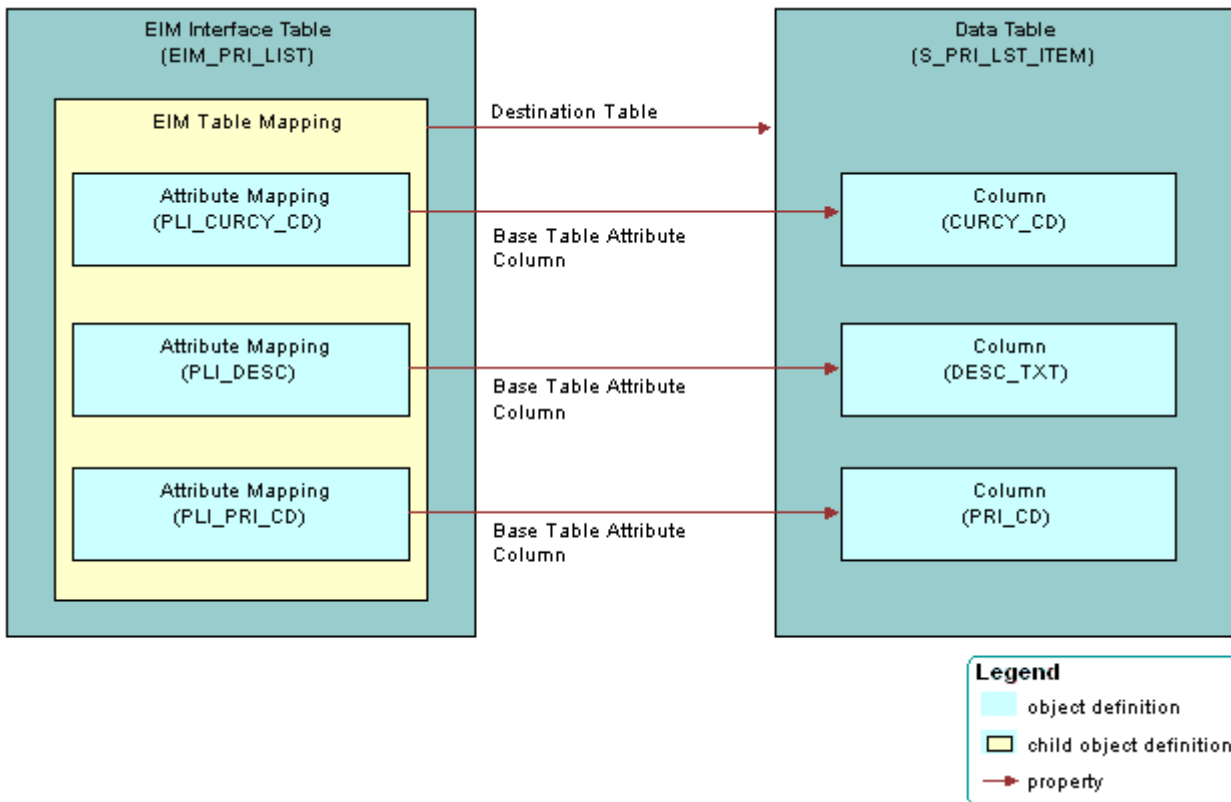 EIM Interface Table
(EIM_PRI_LIST)
EIM Table Mapping
Attribute Mapping
(PLI_CURCY_CD)
Attribute Mapping
(PLI_DESC)
Attribute Mapping
(PLI_PRI_CD)
Destination Table
Base Table Attribute
Column
Base Table Attribute
Column
Base Table Attribute
Column
Data Table
(S_PRI_LST_ITEM)
Column
(CURCY_CD)
Column
(DESC_TXT)
Column
(PRI_CD)
Legend
object definition
child object definition
property